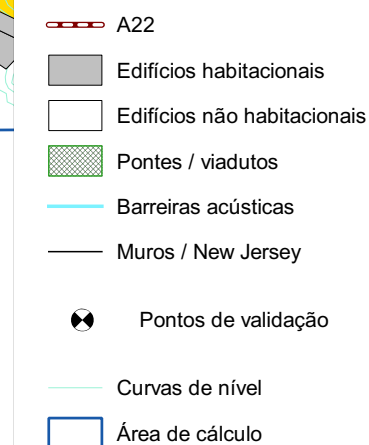 A22
Edifícios habitacionais
Edifícios não habitacionais
Pontes / viadutos
Barreiras acústicas
Muros / New Jersey
Pontos de validação
Curvas de nível
Área de cálculo